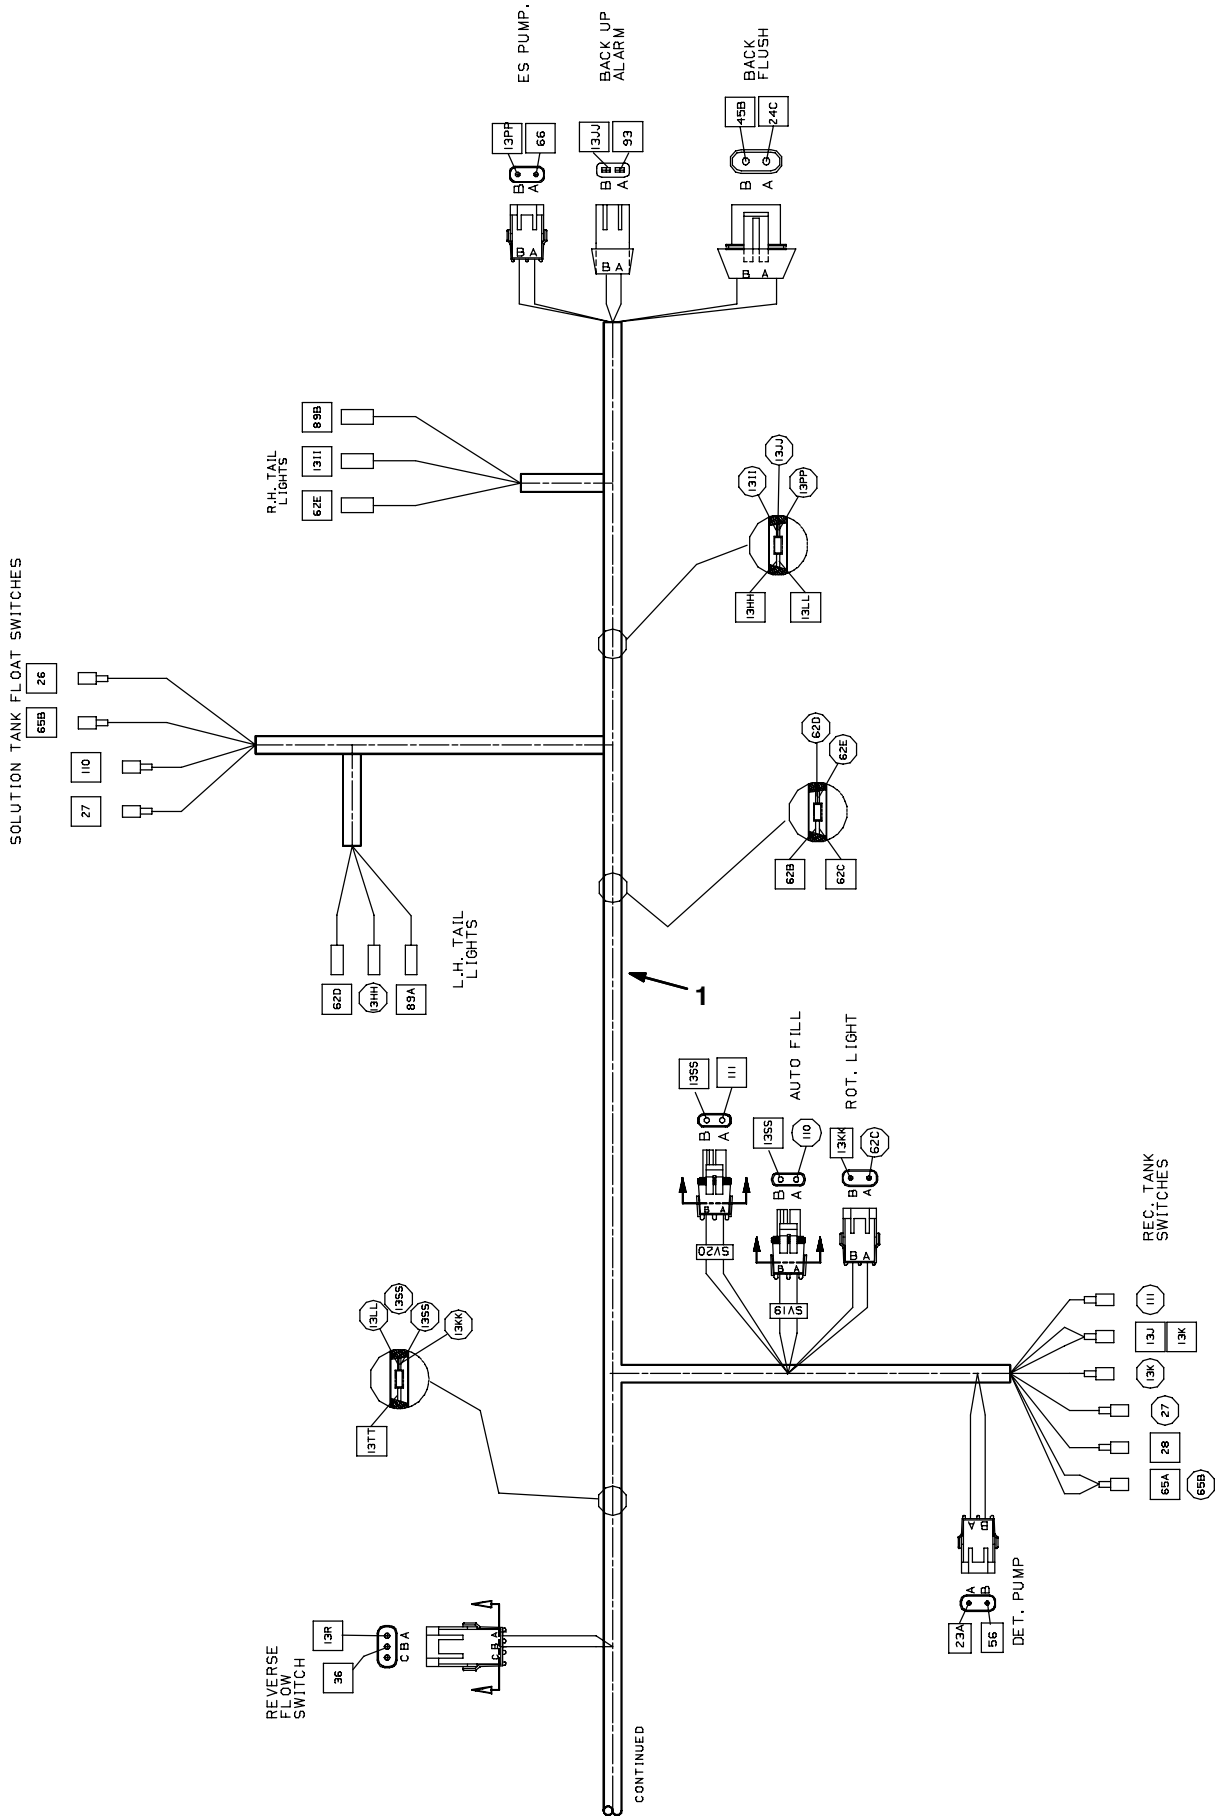 ES PUMP.
13PP
66
B
A
B A
BACK UP
ALARM
13JJ
93
B
A
B A
BACK
FLUSH
45B
24C
B
A
B
A
R.H. TAIL
LIGHTS
89B
13II
62E
13II
13JJ
13PP
13HH
13LL
SOLUTION TANK FLOAT SWITCHES
26
65B
110
27
62D
62E
62B
62C
L.H. TAIL
LIGHTS
62D
13HH
89A
1
13SS
111
B
A
B
A
SV20
AUTO FILL
13SS
110
B
A
B
A
SV19
ROT. LIGHT
13KK
62C
B
A
B
A
13LL
13SS
13SS
13KK
13TT
REC. TANK
SWITCHES
111
13J
13K
13K
27
28
65A
65B
DET. PUMP
23A
56
A
B
A
B
REVERSE
FLOW
SWITCH
13R
36
C B A
C B A
CONTINUED